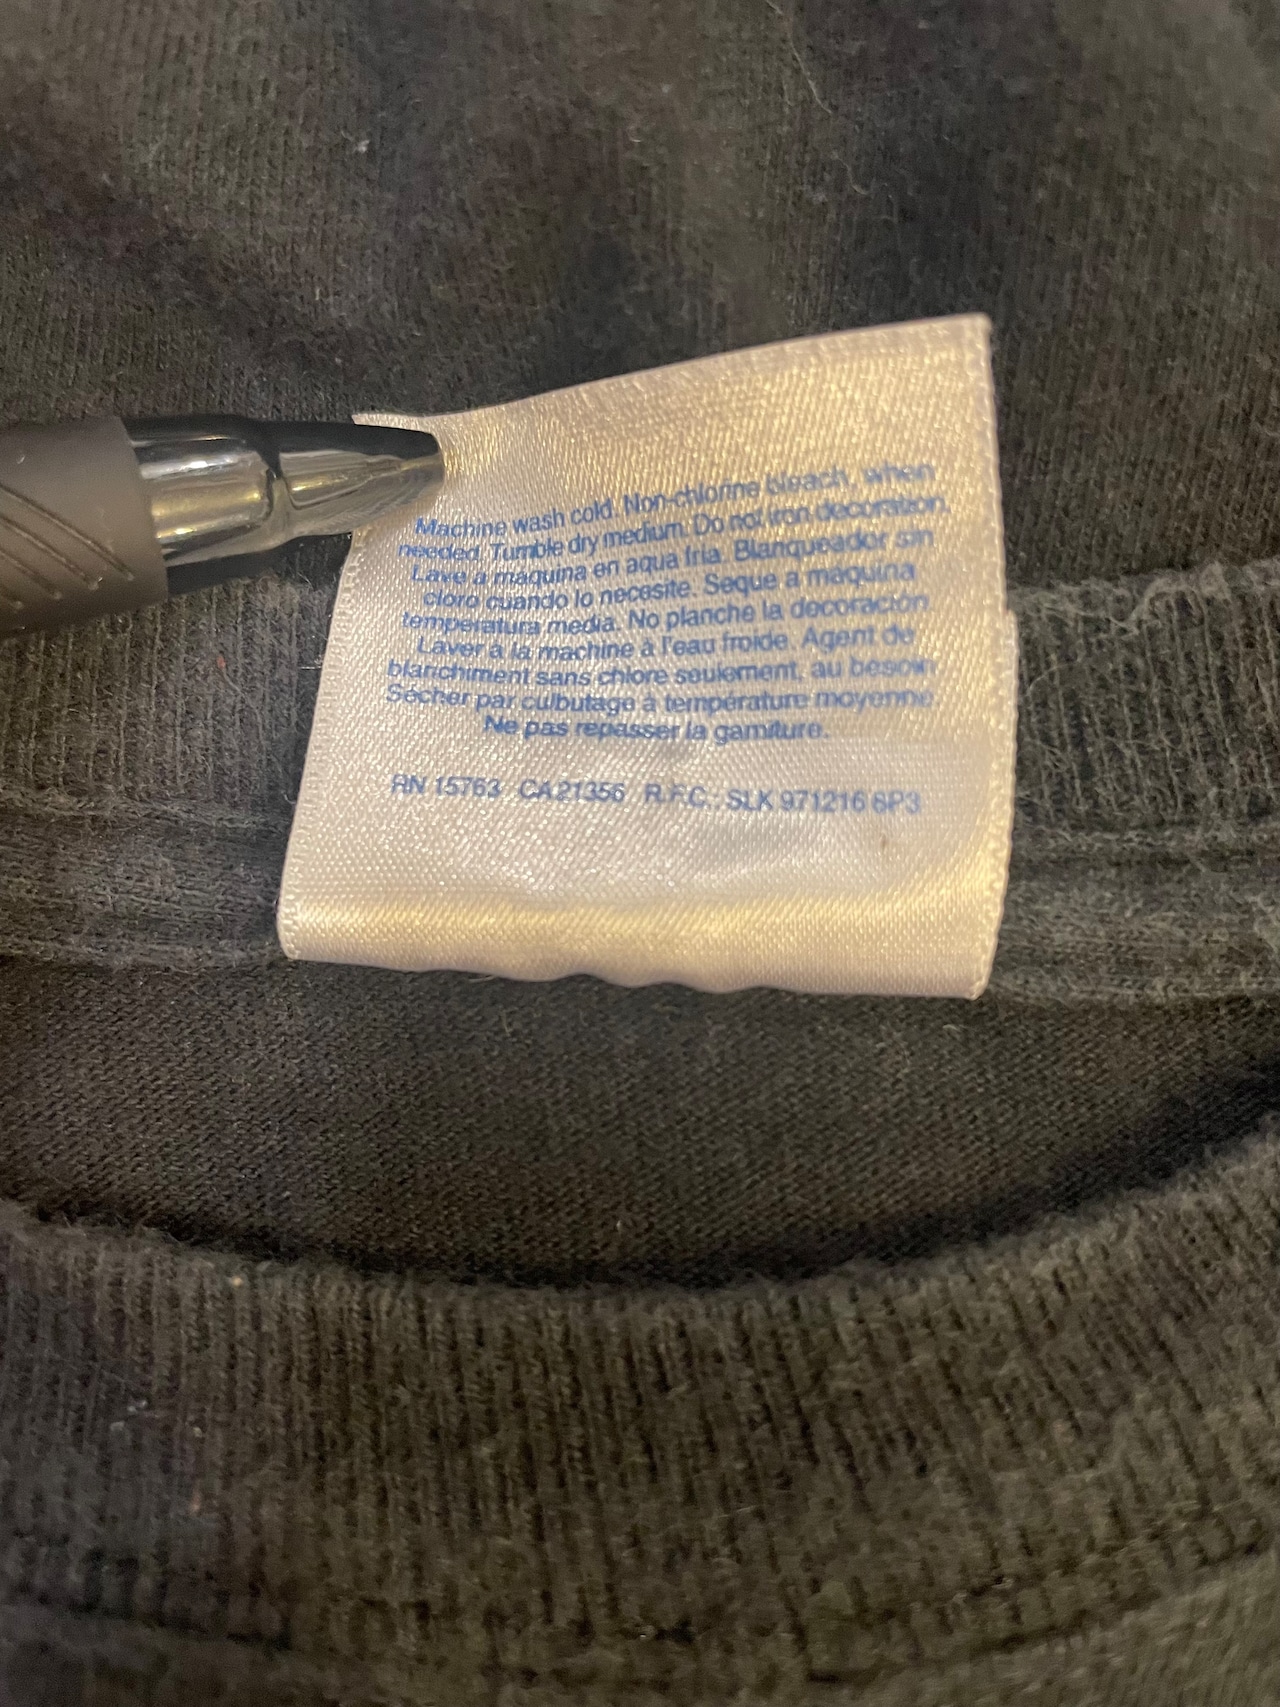 Machine wash cold. Non-chlorine bleach, when
needed. Tumble dry medium. Do not iron decoration.
Lave a maquina en aqua fria. Blanqueador sin
cloro cuando lo necesite. Seque a maquina
temperatura media. No planche la decoración.
Laver à la machine à l'eau froide. Agent de
blanchiment sans chlore seulement, au besoin.
Sécher par culbutage à température moyenne.
Ne pas repasser la garniture.
RN 15763 CA21356 R.F.C.: SLK 971216 6P3